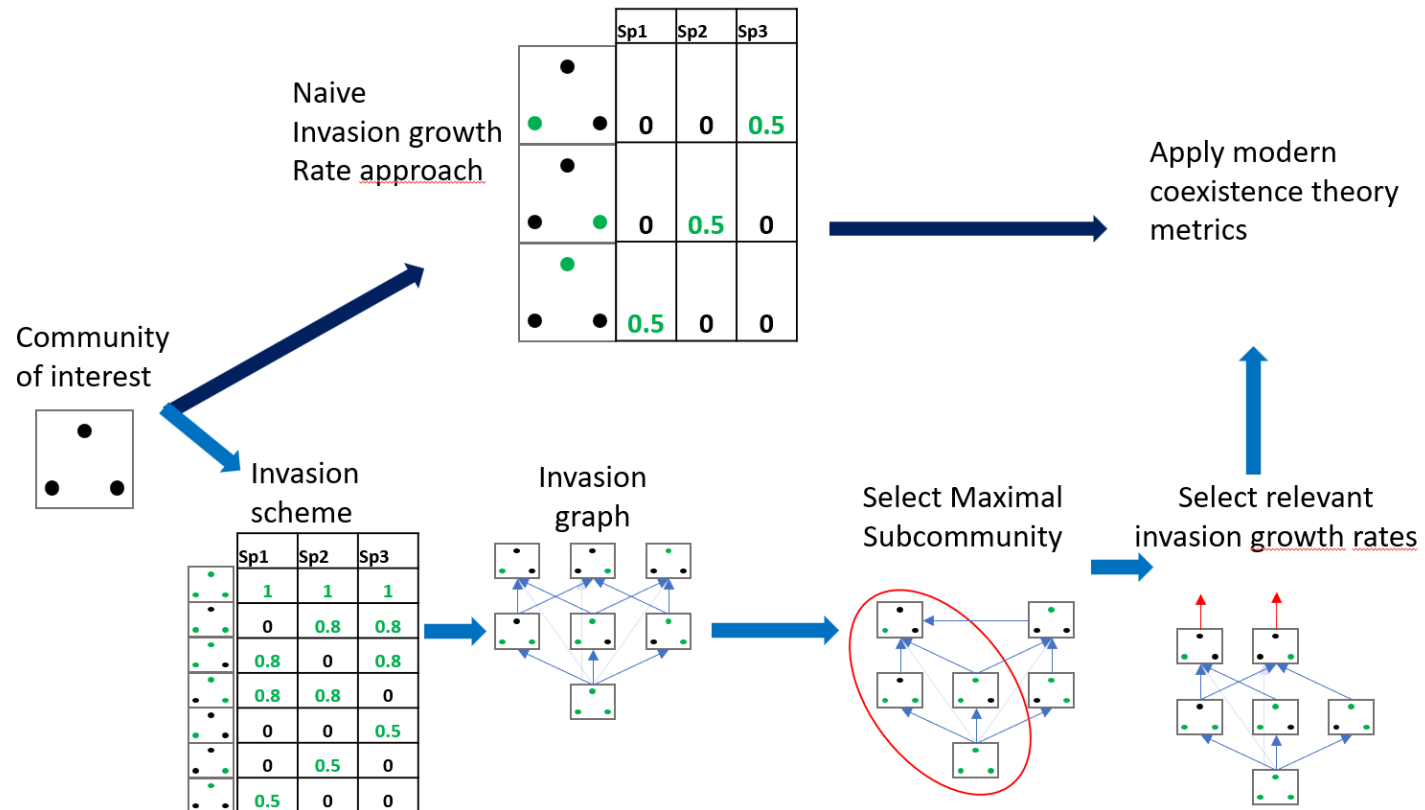 Naive
Invasion growth
Rate approach
Sp1 Sp2 Sp3
0 0 0.5
0 0.5 0
0.5 0 0
Apply modern
coexistence theory
metrics
Community
of interest
Invasion
scheme
Sp1 Sp2 Sp3
1 1 1
0 0.8 0.8
0.8 0 0.8
0.8 0.8 0
0 0 0.5
0 0.5 0
0.5 0 0
Invasion
graph
Select Maximal
Subcommunity
Select relevant
invasion growth rates